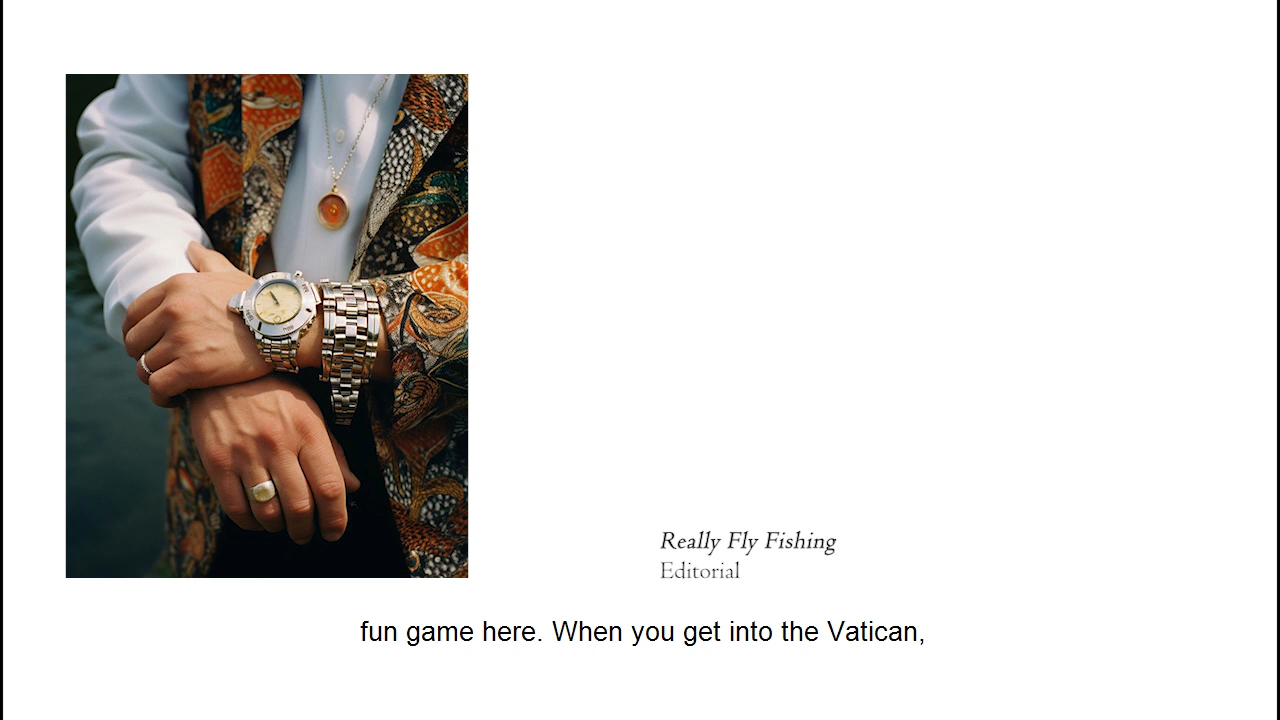 Really Fly Fishing
Editorial
fun game here. When you get into the Vatican,